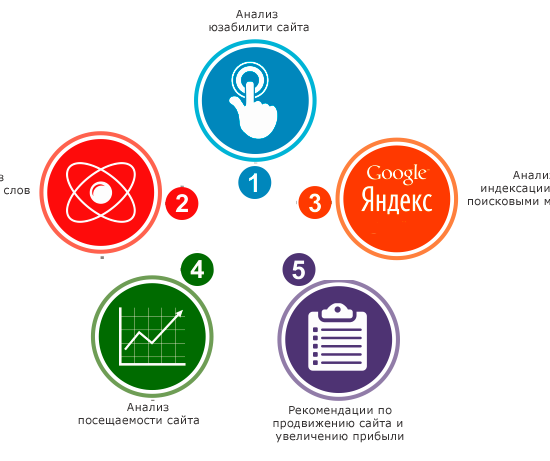 Анализ
юзабилити сайта
1
слов
2
Google
Яндекс
3
Анализ
индексации
поисковыми
4
5
Анализ
посещаемости сайта
Рекомендации по
продвижению сайта и
увеличению прибыли